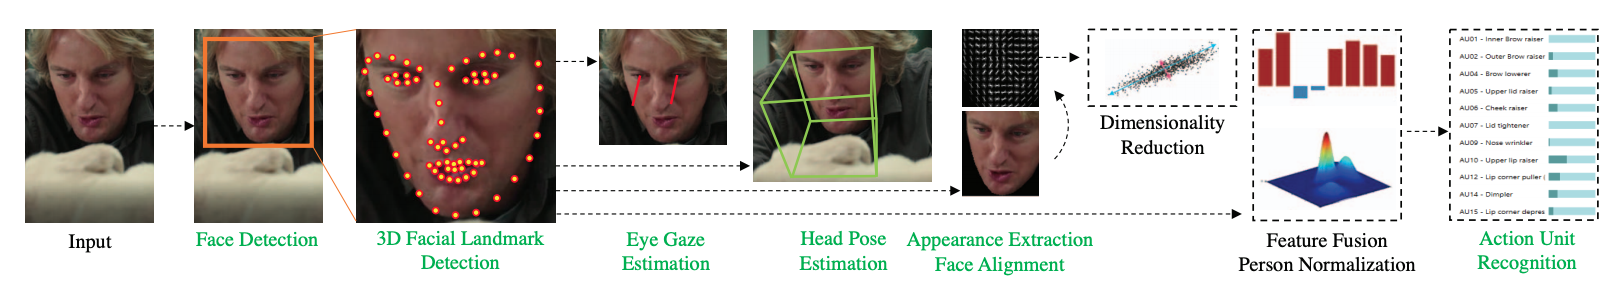 Input
Face Detection
3D Facial Landmark
Detection
Eye Gaze
Estimation
Head Pose
Estimation
Appearance Extraction
Face Alignment
Dimensionality
Reduction
Feature Fusion
Person Normalization
AU01 - Inner Brow raiser
AU02 - Outer Brow raiser
AU04 - Brow lowerer
AU05 - Upper lid raiser
AU06 - Cheek raiser
AU07 - Lid tightener
AU09 - Nose wrinkler
AU10 - Upper lip raiser
AU12 - Lip corner puller (
AU14 - Dimpler
AU15 - Lip corner depres
Action Unit
Recognition